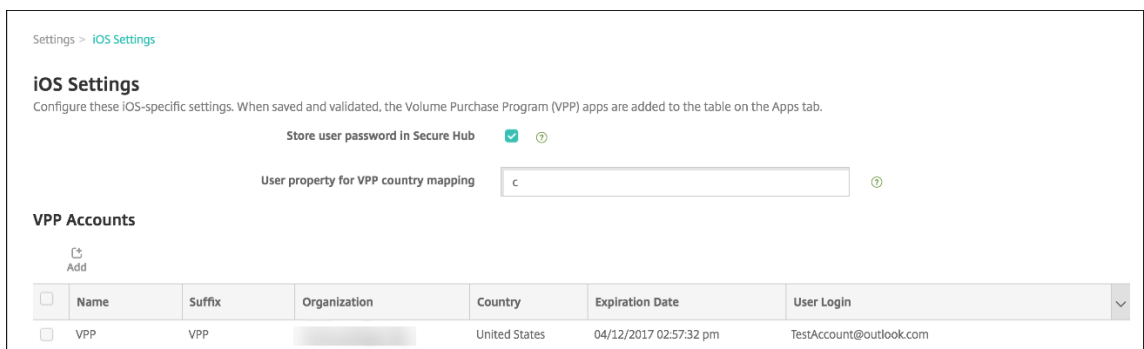 Settings > iOS Settings
iOS Settings
Configure these iOS-specific settings. When saved and validated, the Volume Purchase Program (VPP) apps are added to the table on the Apps tab.
Store user password in Secure Hub ?
User property for VPP country mapping c ?
VPP Accounts
Add
Name Suffix Organization Country Expiration Date User Login
VPP VPP United States 04/12/2017 02:57:32 pm TestAccount@outlook.com